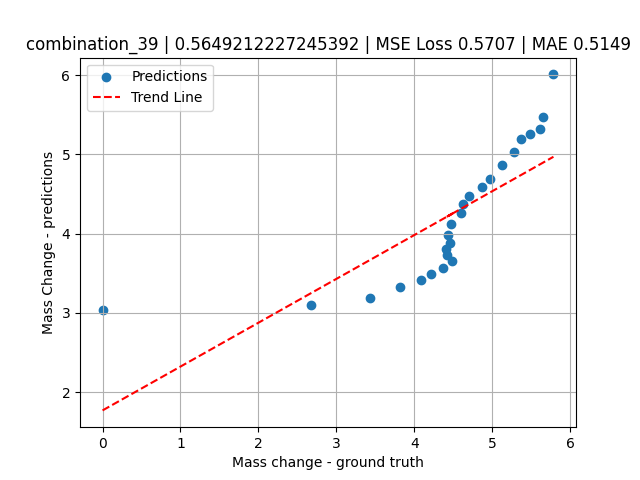 combination_39 | 0.5649212227245392 | MSE Loss 0.5707 | MAE 0.5149
Predictions
Trend Line
6
5
4
3
2
Mass Change - predictions
0 1 2 3 4 5 6
Mass change - ground truth